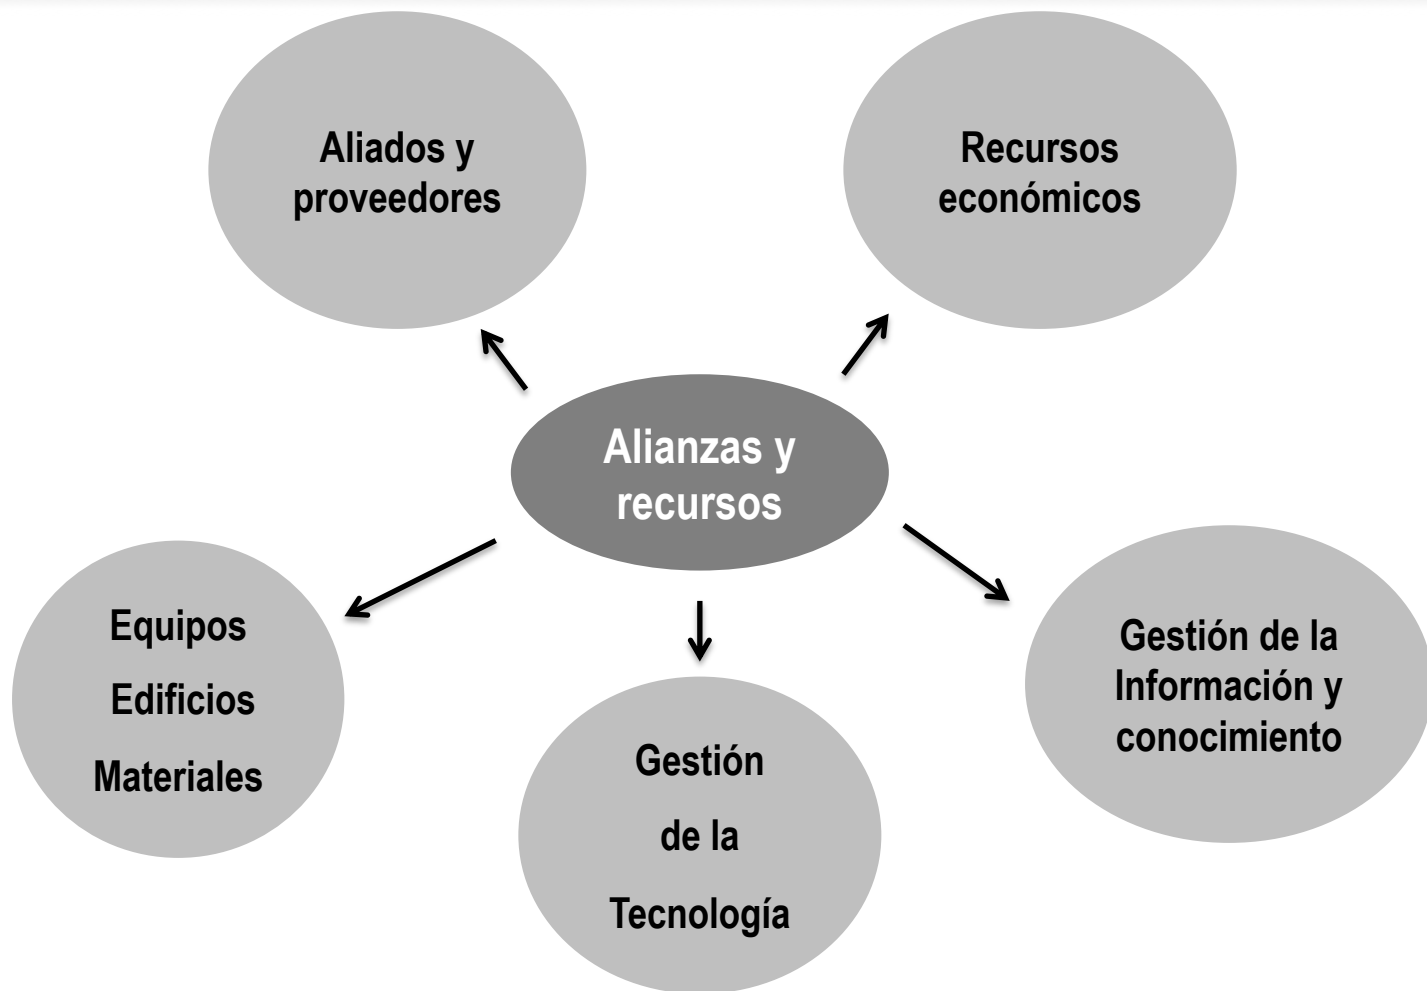 Aliados y
proveedores
Recursos
económicos
Alianzas y
recursos
Equipos
Edificios
Materiales
Gestión
de la
Tecnología
Gestión de la
Información y
conocimiento